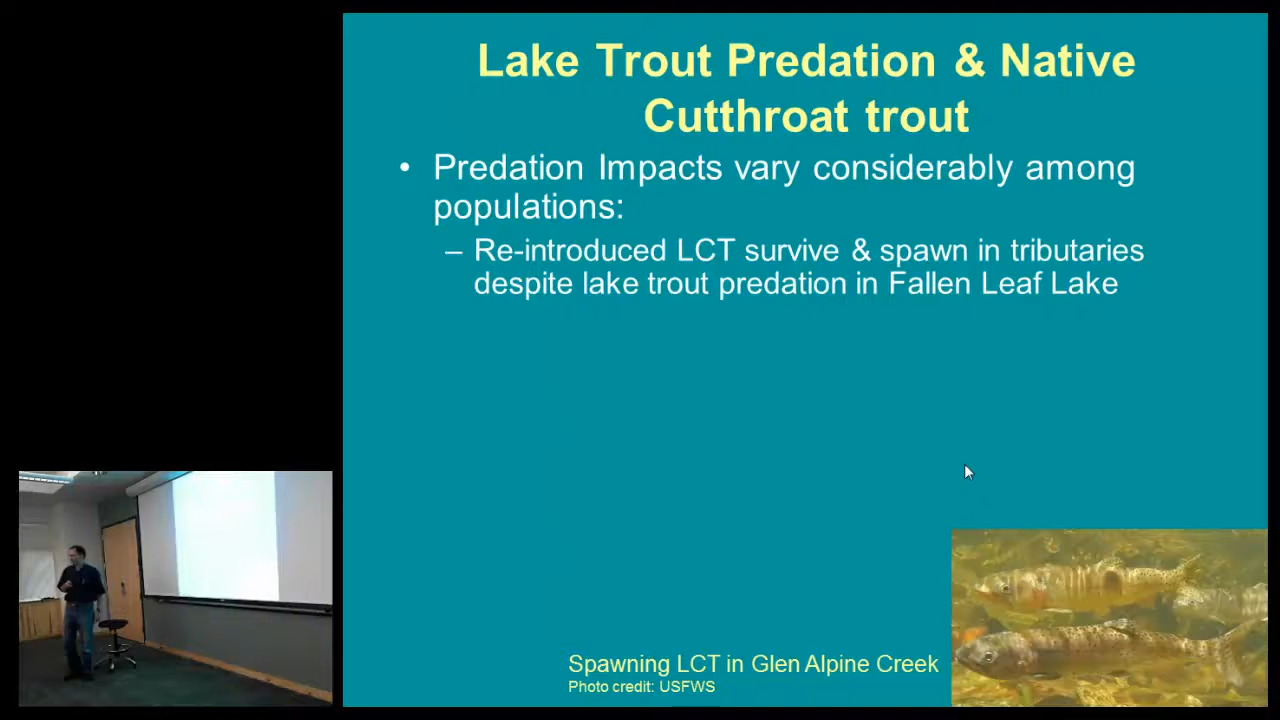 Lake Trout Predation & Native
Cutthroat trout
• Predation Impacts vary considerably among
populations:
– Re-introduced LCT survive & spawn in tributaries
despite lake trout predation in Fallen Leaf Lake
Spawning LCT in Glen Alpine Creek
Photo credit: USFWS